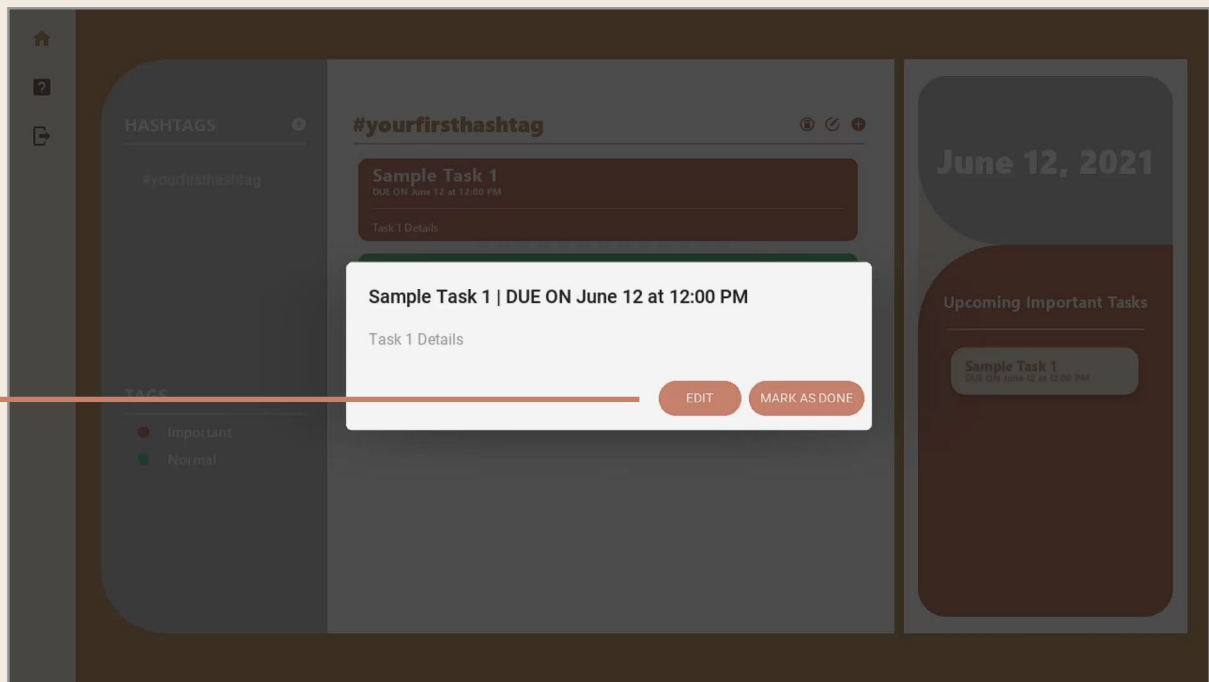 HASHTAGS
#yourfirsthashtag
TAGS
Important
Normal
#yourfirsthashtag
Sample Task 1
DUE ON June 12 at 12:00 PM
Task 1 Details
Sample Task 1 | DUE ON June 12 at 12:00 PM
Task 1 Details
EDIT
MARK AS DONE
June 12, 2021
Upcoming Important Tasks
Sample Task 1
DUE ON June 12 at 12:00 PM